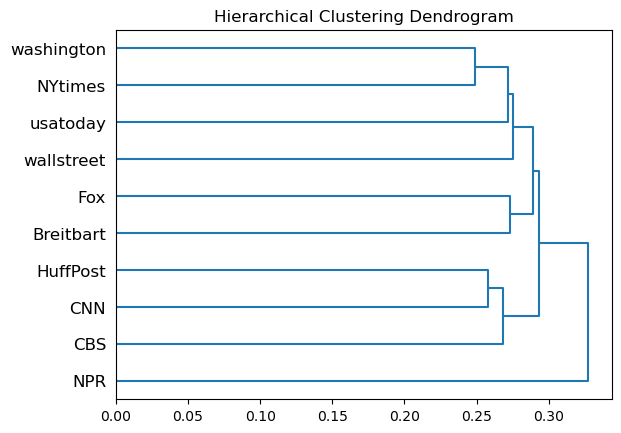 Hierarchical Clustering Dendrogram
washington
NYtimes
usatoday
wallstreet
Fox
Breitbart
HuffPost
CNN
CBS
NPR
0.00 0.05 0.10 0.15 0.20 0.25 0.30